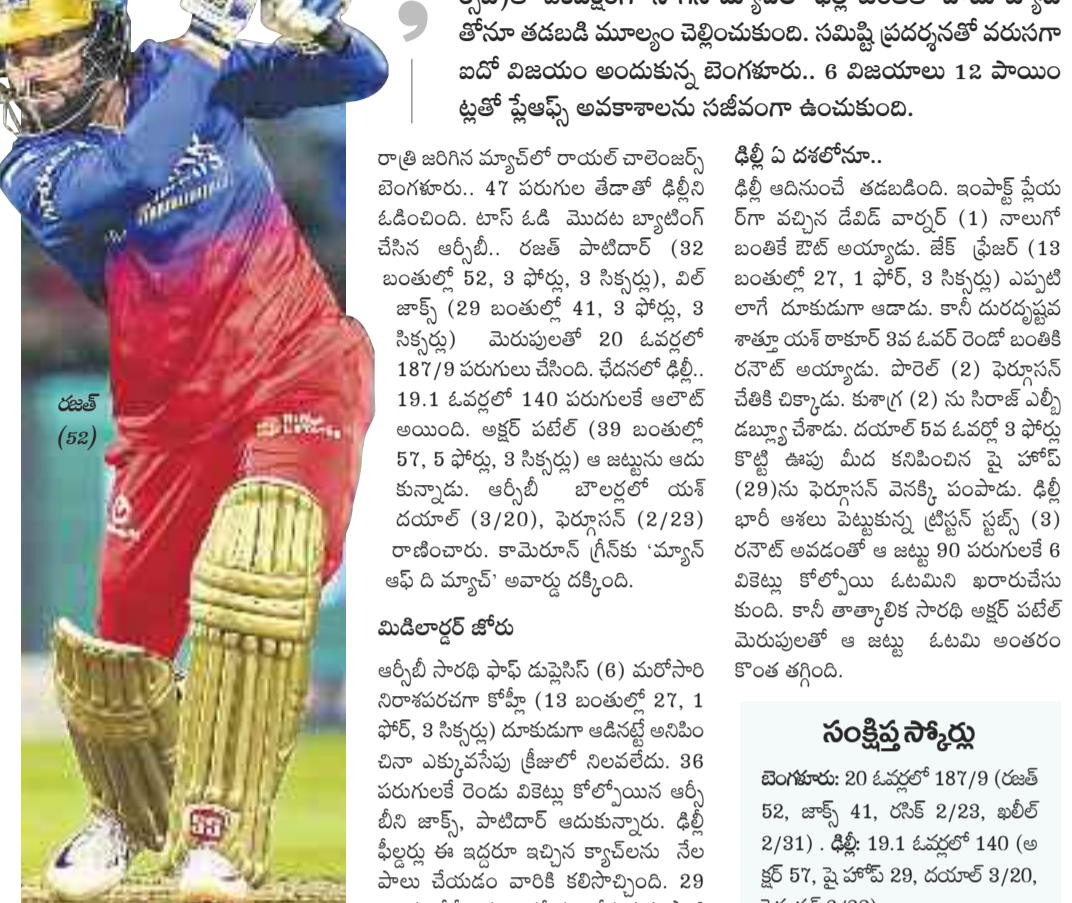 తోనూ తడబడి మూల్యం చెల్లించుకుంది. సమిష్టి ప్రదర్శనతో వరుసగా
ఐదో విజయం అందుకున్న బెంగళూరు.. 6 విజయాలు 12 పాయిం
ట్లతో ప్లేఆఫ్స్ అవకాశాలను సజీవంగా ఉంచుకుంది.
రాత్రి జరిగిన మ్యాచ్‌లో రాయల్ చాలెంజర్స్
బెంగళూరు.. 47 పరుగుల తేడాతో ఢిల్లీని
ఓడించింది. టాస్ ఓడి మొదట బ్యాటింగ్
చేసిన ఆర్సీబీ.. రజత్ పాటిదార్ (32
బంతుల్లో 52, 3 ఫోర్లు, 3 సిక్సర్లు), విల్
జాక్స్ (29 బంతుల్లో 41, 3 ఫోర్లు, 3
సిక్సర్లు) మెరుపులతో 20 ఓవర్లలో
187/9 పరుగులు చేసింది. ఛేదనలో ఢిల్లీ..
19.1 ఓవర్లలో 140 పరుగులకే ఆలౌట్
అయింది. అక్షర్ పటేల్ (39 బంతుల్లో
57, 5 ఫోర్లు, 3 సిక్సర్లు) ఆ జట్టును ఆదు
కున్నాడు. ఆర్సీబీ బౌలర్లలో యశ్
దయాల్ (3/20), ఫెర్గూసన్ (2/23)
రాణించారు. కామెరూన్ గ్రీన్‌కు ‘మ్యాన్
ఆఫ్ ది మ్యాచ్’ అవార్డు దక్కింది.
మిడిలార్డర్ జోరు
ఆర్సీబీ సారథి ఫాఫ్ డుప్లెసిస్ (6) మరోసారి
నిరాశపరచగా కోహ్లీ (13 బంతుల్లో 27, 1
ఫోర్, 3 సిక్సర్లు) దూకుడుగా ఆడినట్టే అనిపిం
చినా ఎక్కువసేపు క్రీజులో నిలవలేదు. 36
పరుగులకే రెండు వికెట్లు కోల్పోయిన ఆర్సీ
బీని జాక్స్, పాటిదార్ ఆదుకున్నారు. ఢిల్లీ
ఫీల్డర్లు ఈ ఇద్దరూ ఇచ్చిన క్యాచ్‌లను నేల
పాలు చేయడం వారికి కలిసొచ్చింది. 29
ఢిల్లీ ఏ దశలోనూ..
ఢిల్లీ ఆదినుంచే తడబడింది. ఇంపాక్ట్ ప్లేయ
ర్‌గా వచ్చిన డేవిడ్ వార్నర్ (1) నాలుగో
బంతికే ఔట్ అయ్యాడు. జేక్ ఫ్రేజర్ (13
బంతుల్లో 27, 1 ఫోర్, 3 సిక్సర్లు) ఎప్పటి
లాగే దూకుడుగా ఆడాడు. కానీ దురదృష్టవ
శాత్తూ యశ్ ఠాకూర్ 3వ ఓవర్ రెండో బంతికి
రనౌట్ అయ్యాడు. పొరెల్ (2) ఫెర్గూసన్
చేతికి చిక్కాడు. కుశాగ్ర (2) ను సిరాజ్ ఎల్బీ
డబ్ల్యూ చేశాడు. దయాల్ 5వ ఓవర్లో 3 ఫోర్లు
కొట్టి ఊపు మీద కనిపించిన షై హోప్
(29)ను ఫెర్గూసన్ వెనక్కి పంపాడు. ఢిల్లీ
భారీ ఆశలు పెట్టుకున్న ట్రిస్టన్ స్టబ్స్ (3)
రనౌట్ అవడంతో ఆ జట్టు 90 పరుగులకే 6
వికెట్లు కోల్పోయి ఓటమిని ఖరారుచేసు
కుంది. కానీ తాత్కాలిక సారథి అక్షర్ పటేల్
మెరుపులతో ఆ జట్టు ఓటమి అంతరం
కొంత తగ్గింది.
సంక్షిప్త స్కోర్లు
బెంగళూరు: 20 ఓవర్లలో 187/9 (రజత్
52, జాక్స్ 41, రసిక్ 2/23, ఖలీల్
2/31) . ఢిల్లీ: 19.1 ఓవర్లలో 140 (అ
క్షర్ 57, షై హోప్ 29, దయాల్ 3/20,
రజత్
(52)
SS